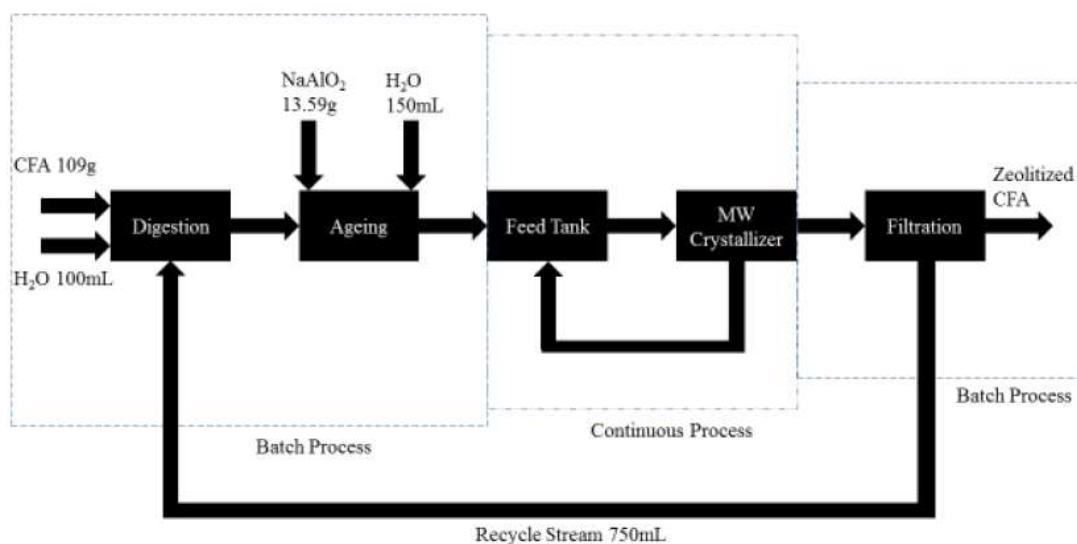 NaAlO₂
13.59g
H₂O
150mL
CFA 109g
H₂O 100mL
Digestion
Ageing
Feed Tank
MW
Crystallizer
Filtration
Zeolitized
CFA
Batch Process
Continuous Process
Batch Process
Recycle Stream 750mL